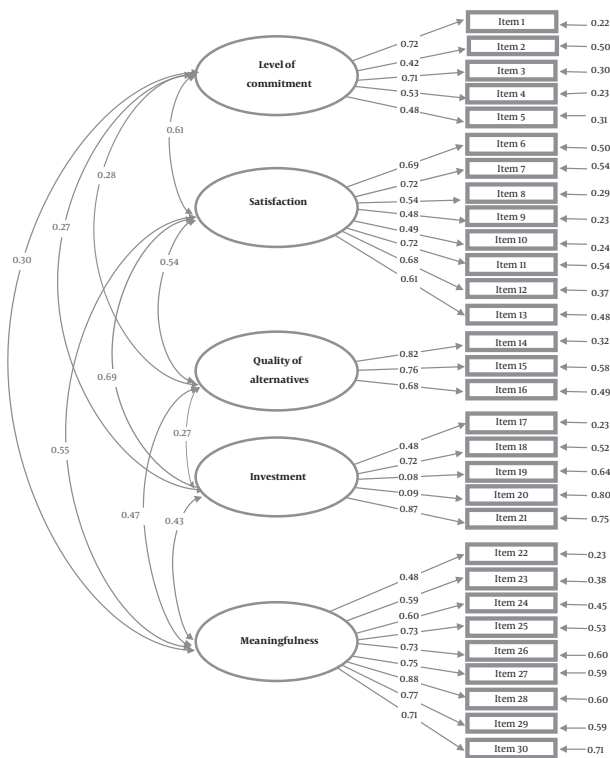 Level of
commitment
0.72
Item 1
0.22
0.42
Item 2
0.50
0.71
Item 3
0.30
0.53
Item 4
0.23
0.48
Item 5
0.31
0.61
Satisfaction
0.69
Item 6
0.50
0.72
Item 7
0.54
0.54
Item 8
0.29
0.48
Item 9
0.23
0.49
Item 10
0.24
0.72
Item 11
0.54
0.68
Item 12
0.37
0.61
Item 13
0.48
0.28
0.27
0.30
0.54
Quality of
alternatives
0.82
Item 14
0.32
0.76
Item 15
0.58
0.68
Item 16
0.49
0.69
0.27
0.55
Investment
0.48
Item 17
0.23
0.72
Item 18
0.52
0.08
Item 19
0.64
0.09
Item 20
0.80
0.87
Item 21
0.75
0.47
0.43
Meaningfulness
0.48
Item 22
0.23
0.59
Item 23
0.38
0.60
Item 24
0.45
0.73
Item 25
0.53
0.73
Item 26
0.60
0.75
Item 27
0.59
0.88
Item 28
0.60
0.77
Item 29
0.59
0.71
Item 30
0.71